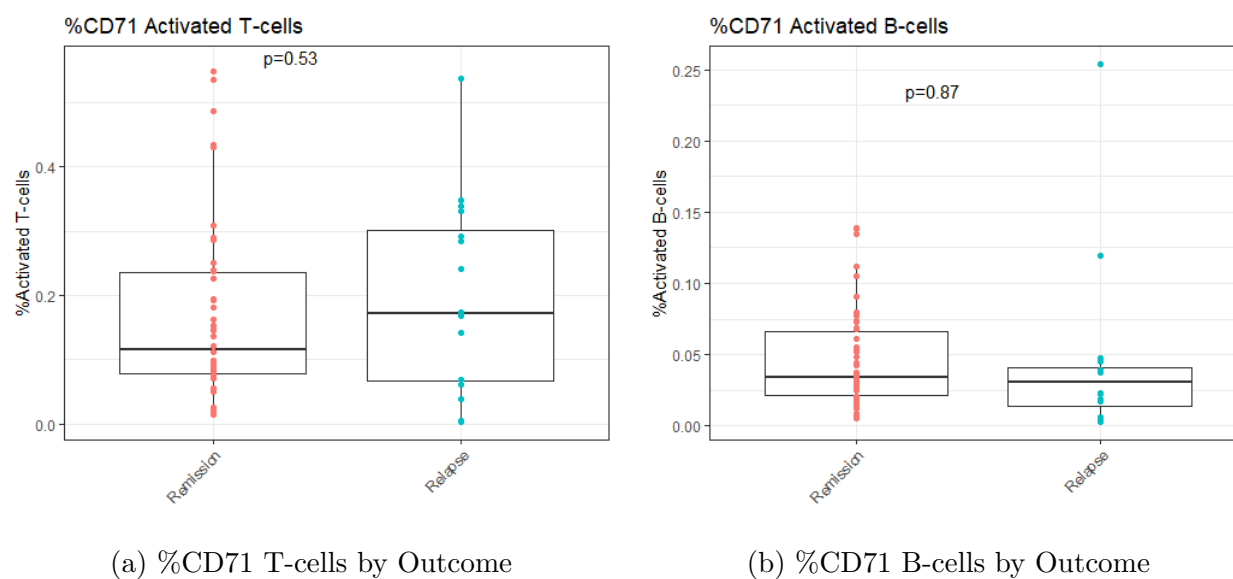 %CD71 Activated T-cells
p=0.53
%Activated T-cells
0.4
0.2
0.0
Remission
Relapse
(a) %CD71 T-cells by Outcome
%CD71 Activated B-cells
p=0.87
%Activated B-cells
0.25
0.20
0.15
0.10
0.05
0.00
Remission
Relapse
(b) %CD71 B-cells by Outcome